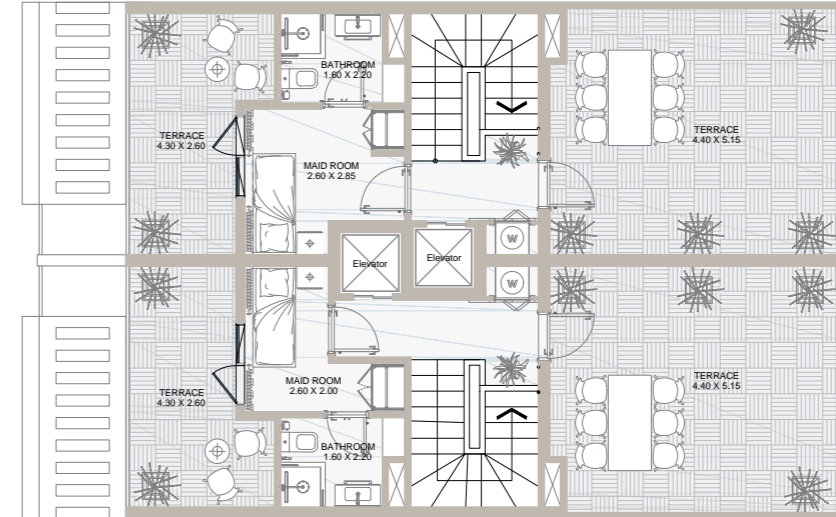 BATHROOM
1.60 X 2.20
TERRACE
4.30 X 2.60
TERRACE
4.40 X 5.15
MAID ROOM
2.60 X 2.85
W
Elevator
Elevator
W
MAID ROOM
2.60 X 2.00
TERRACE
4.30 X 2.60
TERRACE
4.40 X 5.15
BATHROOM
1.60 X 2.20